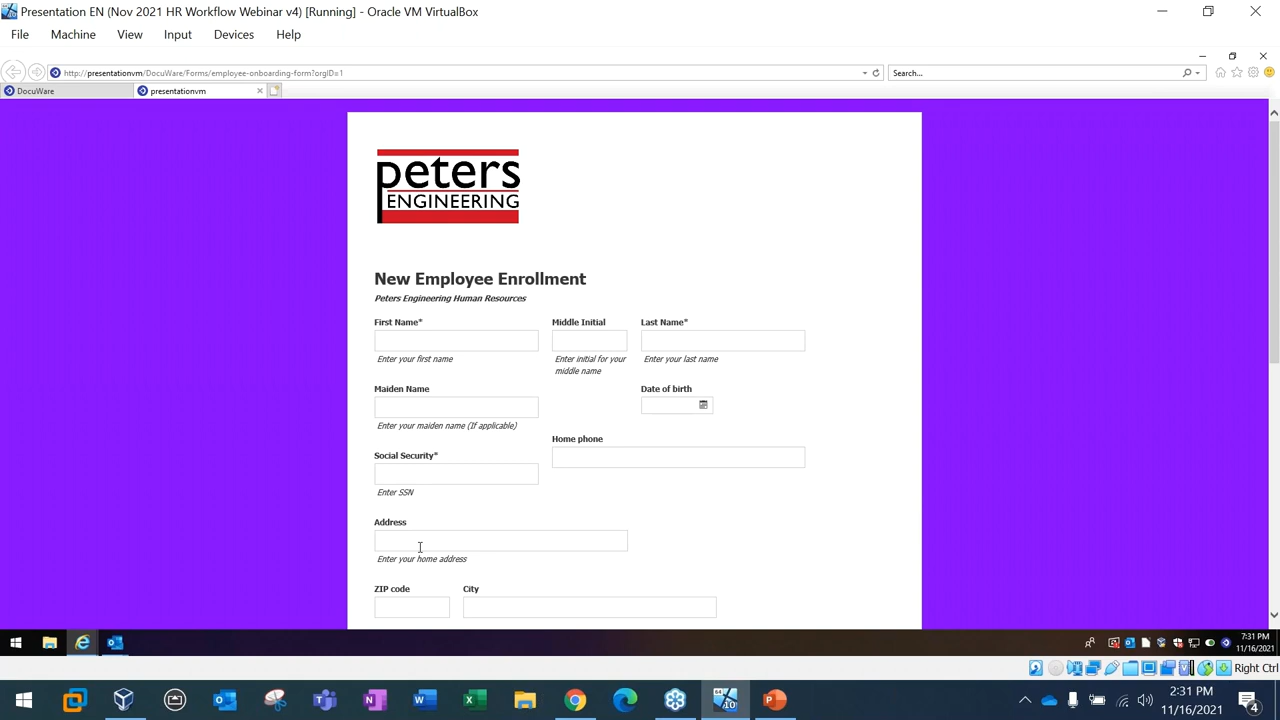 Presentation EN (Nov 2021 HR Workflow Webinar v4) [Running] - Oracle VM VirtualBox
File Machine View Input Devices Help
http://presentationvm/DocuWare/Forms/employee-onboarding-form?orgID=1
Search...
DocuWare
presentationvm
peters
ENGINEERING
New Employee Enrollment
Peters Engineering Human Resources
First Name* Middle Initial Last Name*
Enter your first name
Enter initial for your
middle name
Enter your last name
Maiden Name
Date of birth
Enter your maiden name (If applicable)
Home phone
Social Security*
Enter SSN
Address
Enter your home address
ZIP code City
7:31 PM
11/16/2021
Right Ctrl
2:31 PM
11/16/2021
4